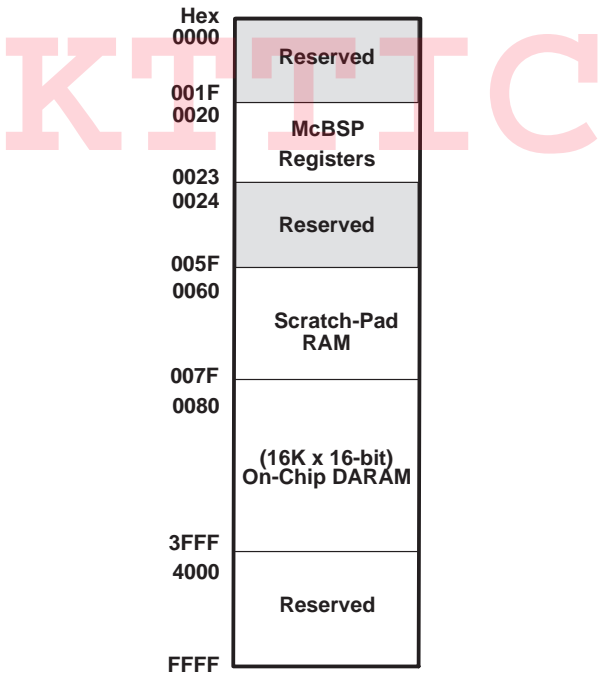 Hex
0000
Reserved
001F
0020
McBSP
Registers
0023
0024
Reserved
005F
0060
Scratch-Pad
RAM
007F
0080
(16K x 16-bit)
On-Chip DARAM
3FFF
4000
Reserved
FFFF
KTTIC